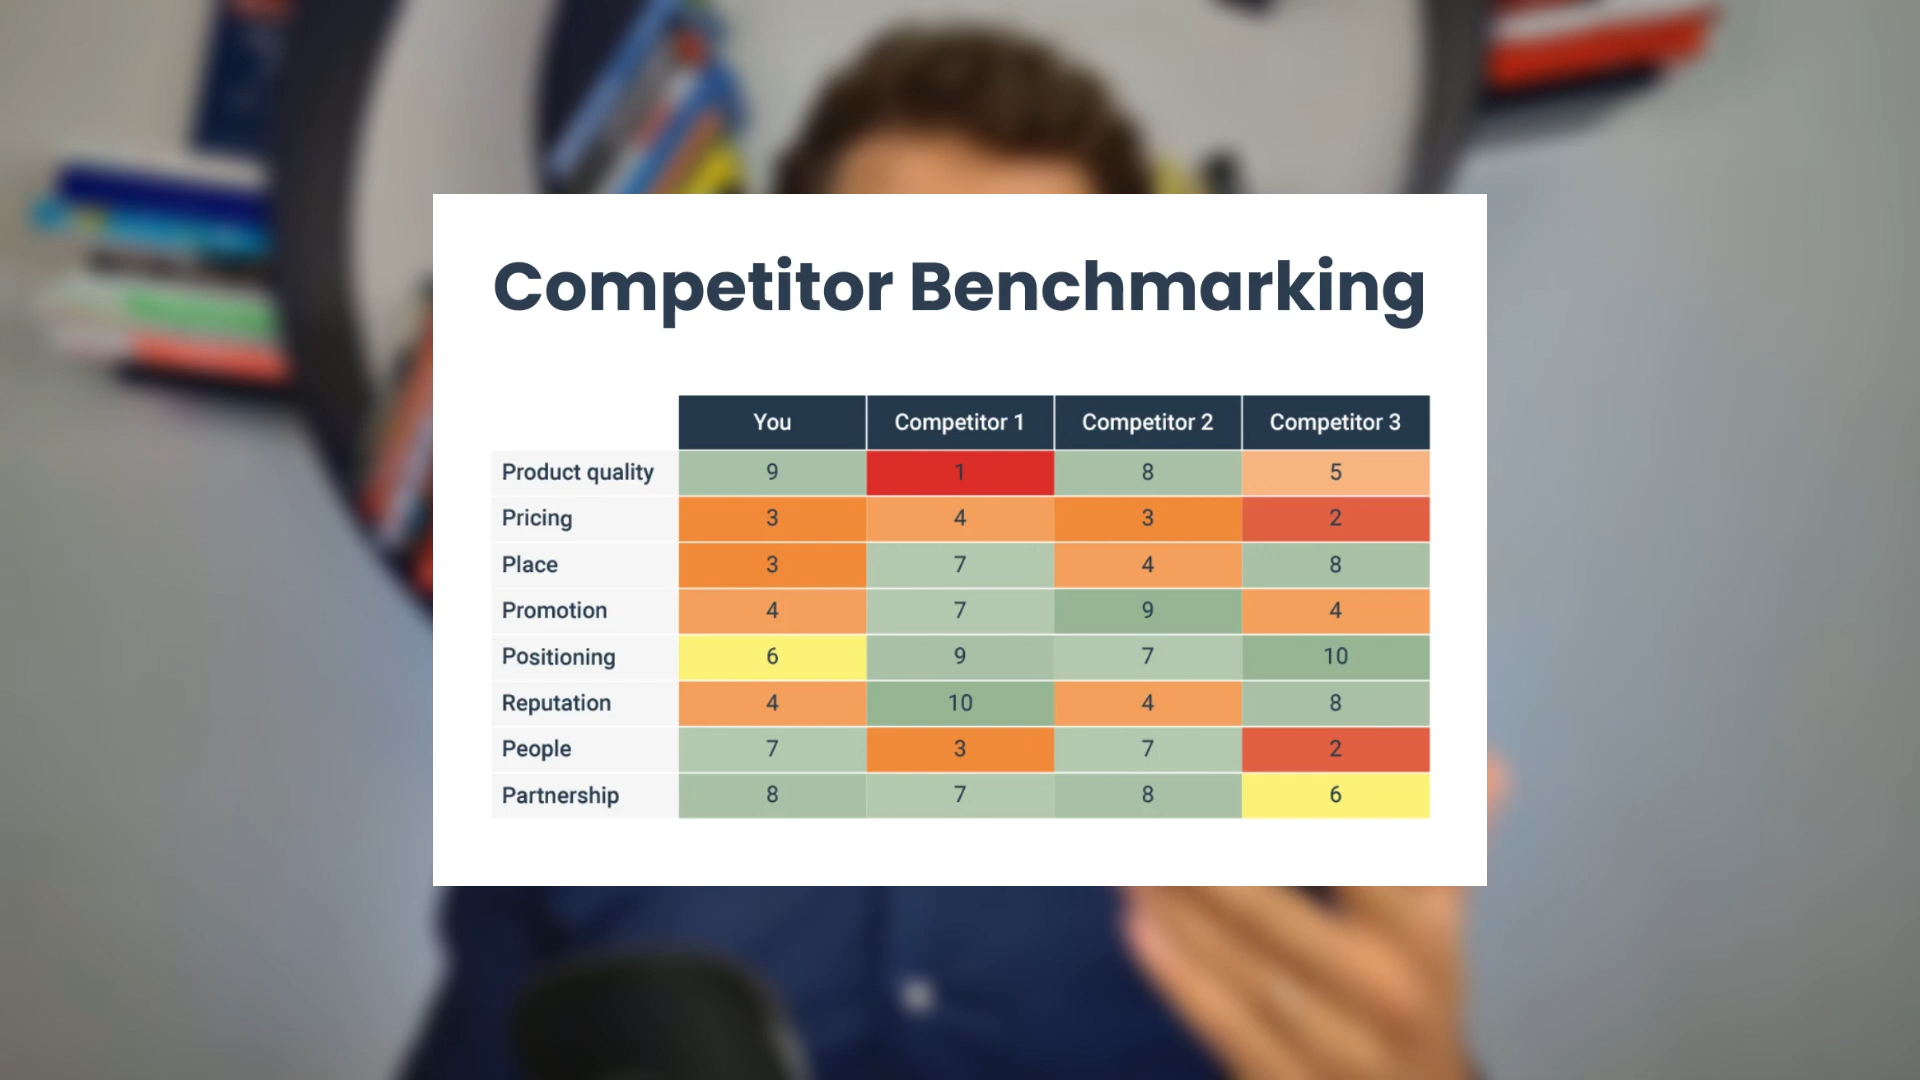 Competitor Benchmarking
You Competitor 1 Competitor 2 Competitor 3
Product quality 9 1 8 5
Pricing 3 4 3 2
Place 3 7 4 8
Promotion 4 7 9 4
Positioning 6 9 7 10
Reputation 4 10 4 8
People 7 3 7 2
Partnership 8 7 8 6